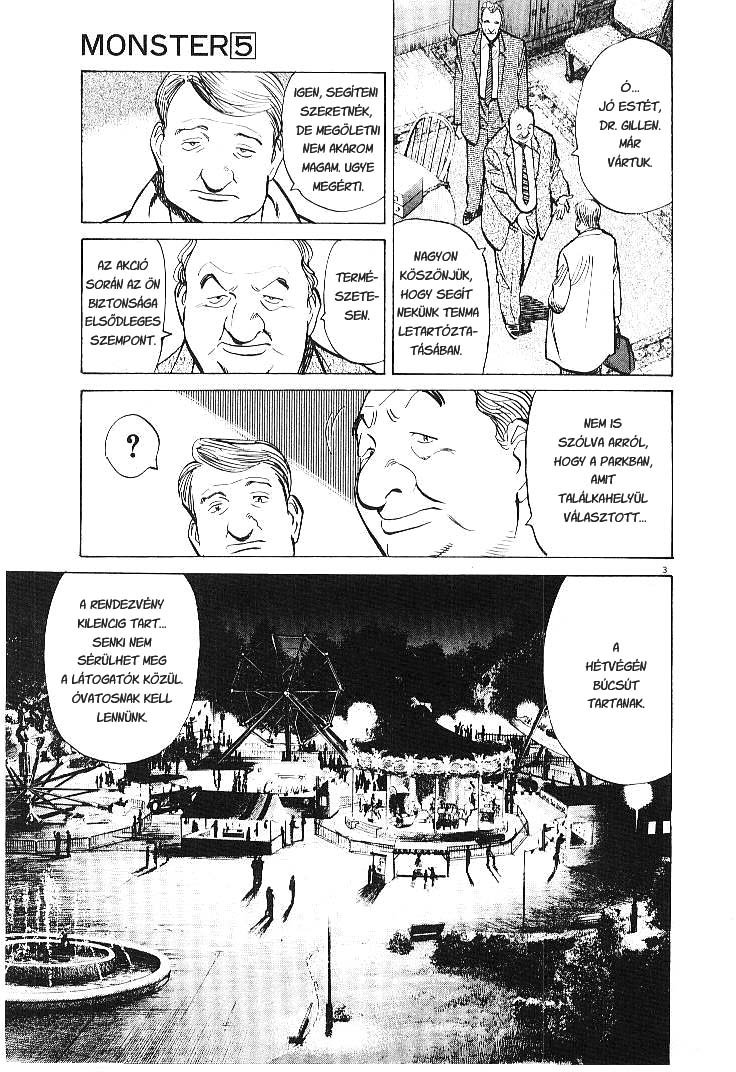 MONSTER 5
Ó...
JÓ ESTÉT,
DR. GILLEN.
MÁR
VÁRTUK.
NAGYON
KÖSZÖNJÜK,
HOGY SEGÍT
NEKÜNK TENMA
LETARTÓZTA-
TÁSÁBAN.
IGEN, SEGÍTENI
SZERETNÉK,
DE MEGÖLETNI
NEM AKAROM
MAGAM. UGYE
MEGÉRTI.
TERMÉ-
SZETE-
SEN.
AZ AKCIÓ
SORÁN AZ ÖN
BIZTONSÁGA
ELSŐDLEGES
SZEMPONT.
NEM IS
SZÓLVA ARRÓL,
HOGY A PARKBAN,
AMIT
TALÁLKAHELYÜL
VÁLASZTOTT...
?
3
A
HÉTVÉGÉN
BÚCSÚT
TARTANAK.
A RENDEZVÉNY
KILENCIG TART...
SENKI NEM
SÉRÜLHET MEG
A LÁTOGATÓK KÖZÜL.
ÓVATOSNAK KELL
LENNÜNK.